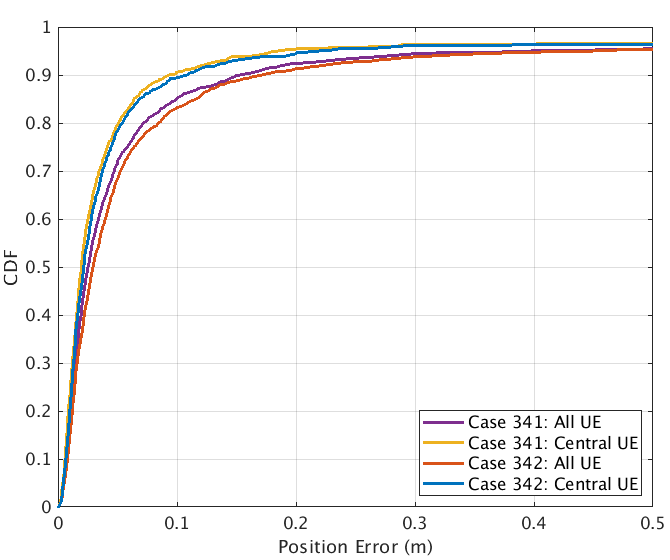 1
0.9
0.8
0.7
0.6
0.5
0.4
0.3
0.2
0.1
0
CDF
Case 341: All UE
Case 341: Central UE
Case 342: All UE
Case 342: Central UE
0 0.1 0.2 0.3 0.4 0.5
Position Error (m)